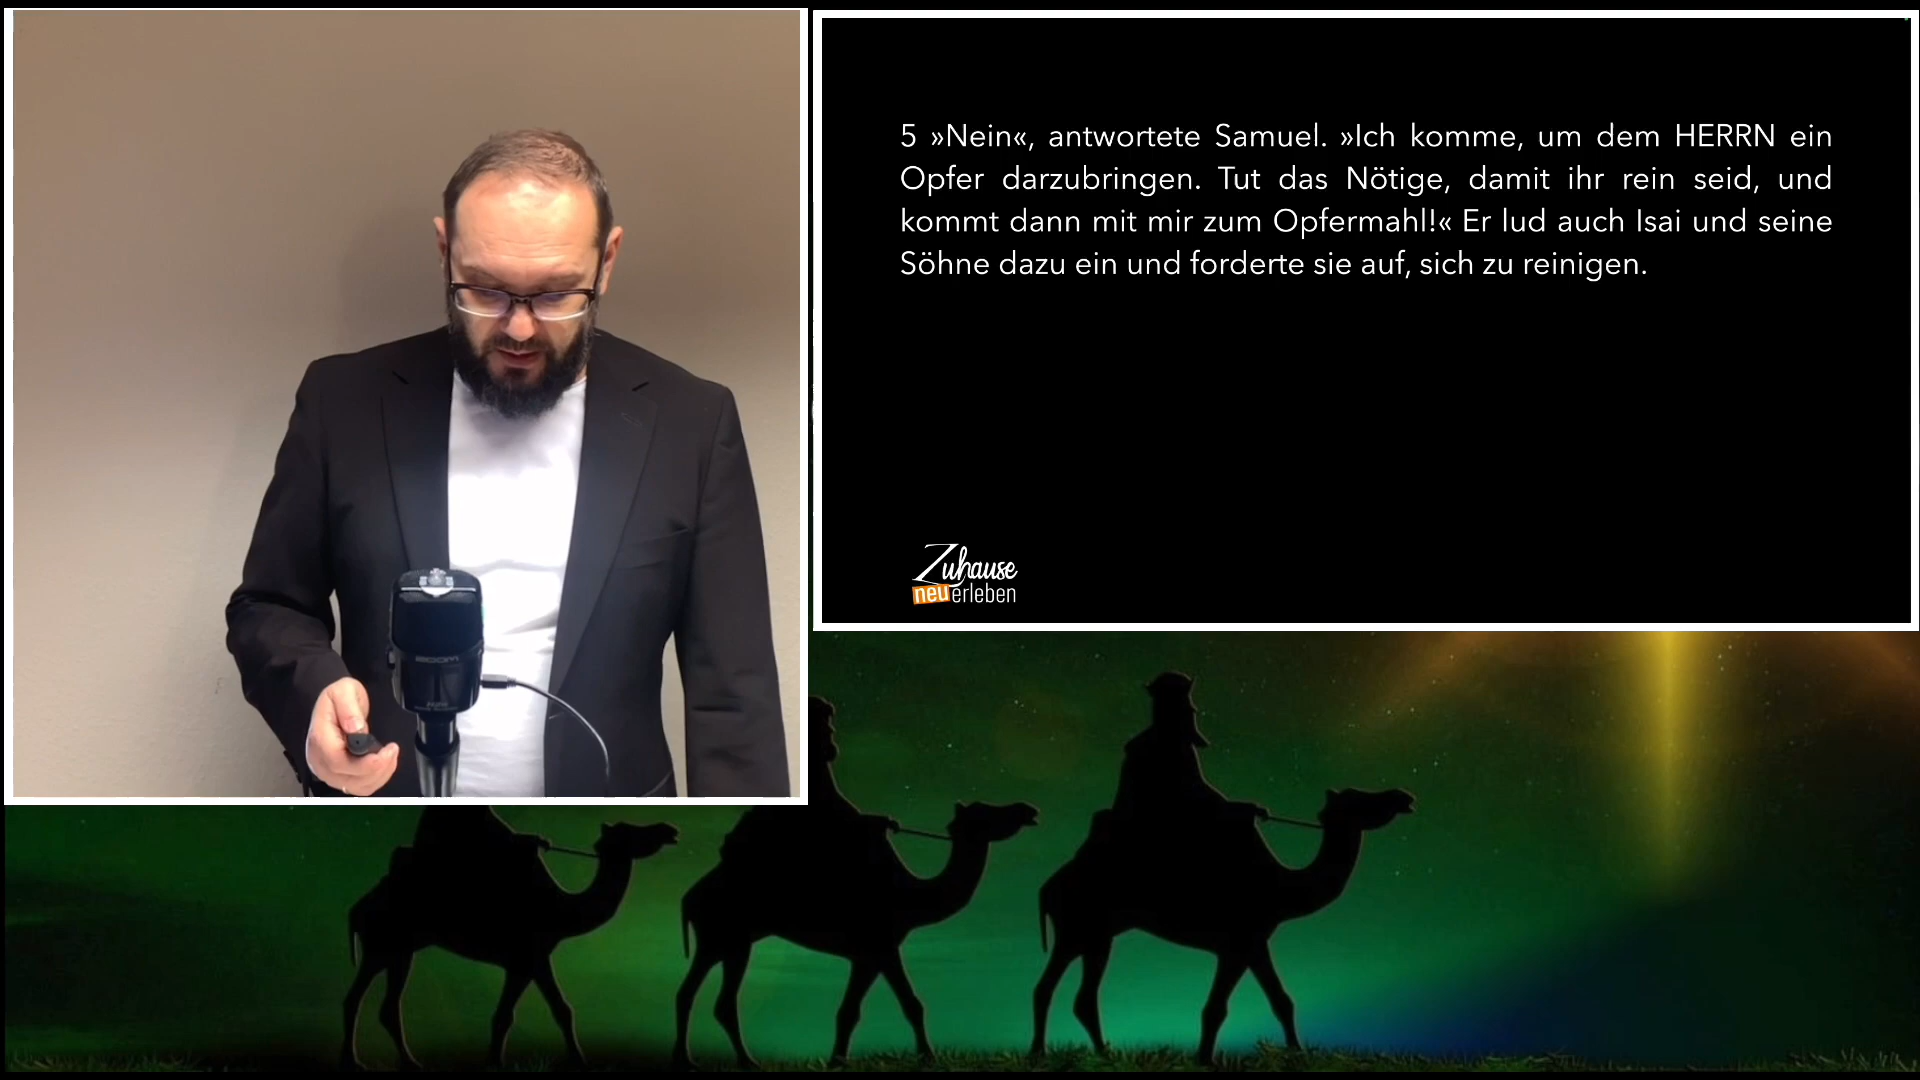 5 »Nein«, antwortete Samuel. »Ich komme, um dem HERRN ein
Opfer darzubringen. Tut das Nötige, damit ihr rein seid, und
kommt dann mit mir zum Opfermahl!« Er lud auch Isai und seine
Söhne dazu ein und forderte sie auf, sich zu reinigen.
Zuhause
neu erleben
ZOOM